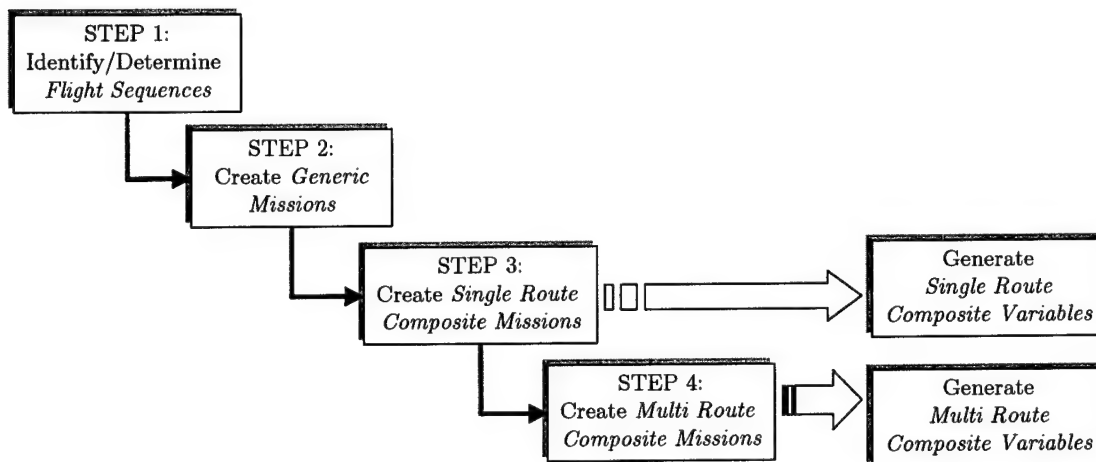 STEP 1:
Identify/Determine
Flight Sequences
STEP 2:
Create Generic
Missions
STEP 3:
Create Single Route
Composite Missions
Generate
Single Route
Composite Variables
STEP 4:
Create Multi Route
Composite Missions
Generate
Multi Route
Composite Variables